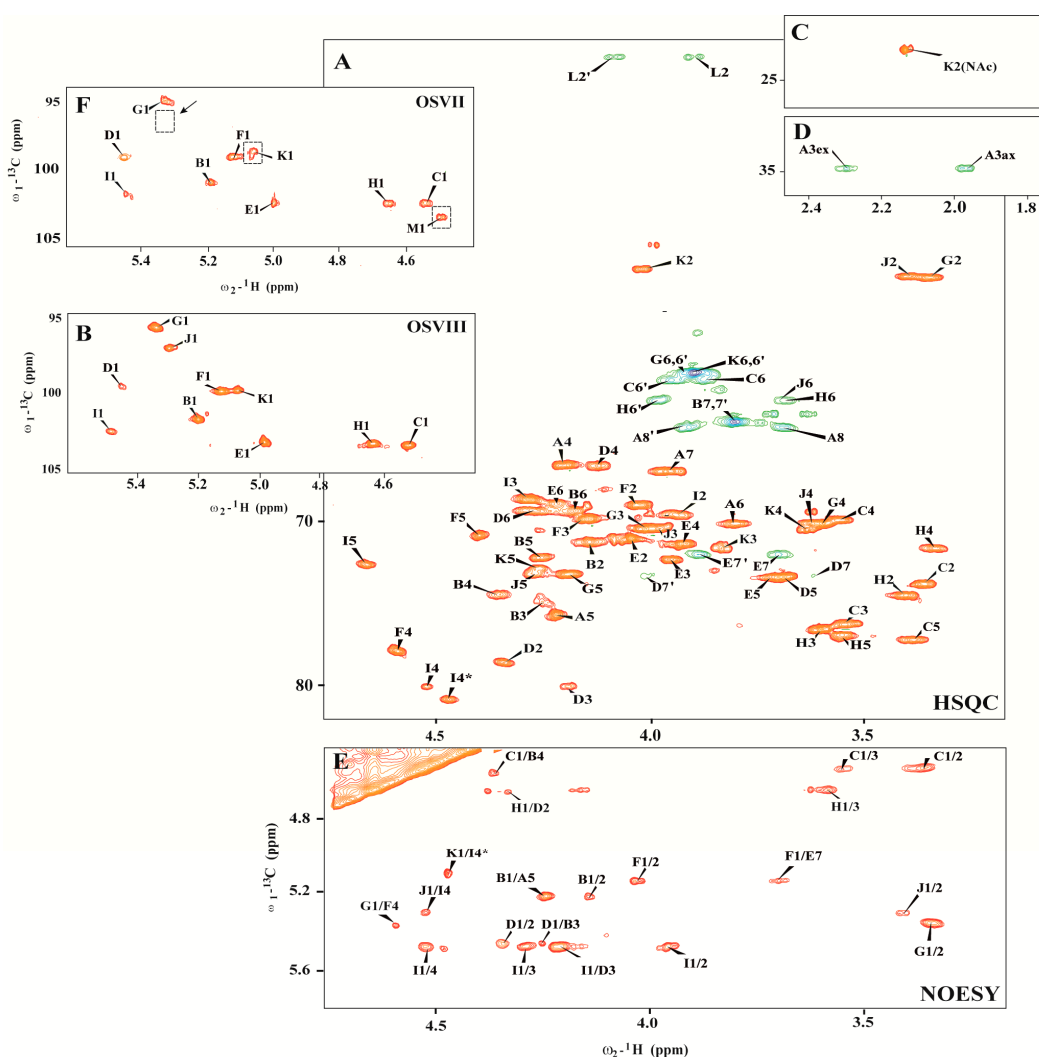 A
L2'
L2
K2
J2
G2
G6,6'
K6,6'
C6'
C6
H6'
B7,7'
J6
H6
A8'
A8
A4
D4
A7
I3
E6
B6
F2
I2
J4
G4
D6
F3
G3
A6
K4
C4
F5
J3
E4
K3
H4
I5
B5
B2
E2
K5
E3
E7'
E7
D7
J5
G5
D7'
E5
D5
H2
C2
B4
B3
A5
C3
F4
H3
H5
C5
D2
I4
I4*
D3
70
80
4.5
4.0
3.5
HSQC
C
K2(NAc)
25
D
A3ex
A3ax
35
2.4
2.2
2.0
1.8
F
OSVII
G1
D1
F1
I1
B1
K1
E1
H1
C1
M1
95
100
105
5.4
5.2
5.0
4.8
4.6
ω1-13C (ppm)
ω2-1H (ppm)
B
OSVIII
G1
J1
D1
F1
K1
I1
B1
E1
H1
C1
95
100
105
5.4
5.2
5.0
4.8
4.6
ω1-13C (ppm)
ω2-1H (ppm)
E
C1/B4
C1/3
C1/2
H1/D2
H1/3
K1/I4*
F1/2
F1/E7
J1/I4
B1/A5
B1/2
J1/2
G1/F4
D1/2
D1/B3
I1/4
I1/3
I1/D3
I1/2
G1/2
4.8
5.2
5.6
ω1-13C (ppm)
NOESY
4.5
4.0
3.5
ω2-1H (ppm)